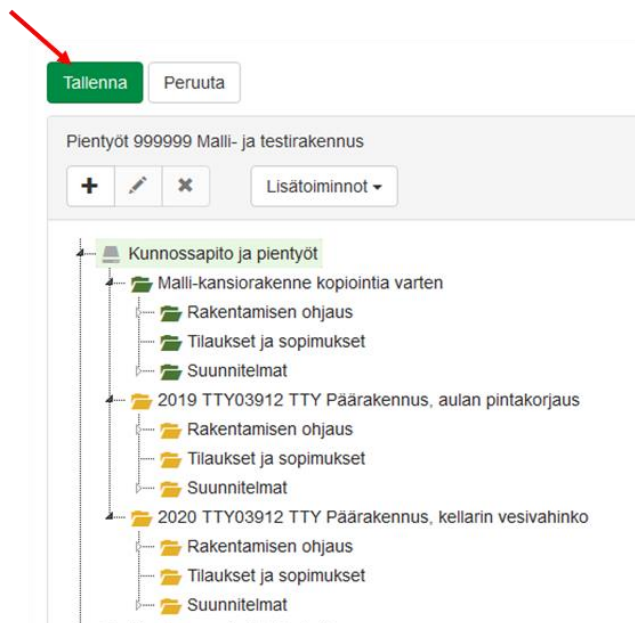 Tallenna Peruuta
Pientyöt 999999 Malli- ja testirakennus
Lisätoiminnot
Kunnossapito ja pientyöt
Malli-kansiorakenne kopiointia varten
Rakentamisen ohjaus
Tilaukset ja sopimukset
Suunnitelmat
2019 TTY03912 TTY Päärakennus, aulan pintakorjaus
Rakentamisen ohjaus
Tilaukset ja sopimukset
Suunnitelmat
2020 TTY03912 TTY Päärakennus, kellarin vesivahinko
Rakentamisen ohjaus
Tilaukset ja sopimukset
Suunnitelmat